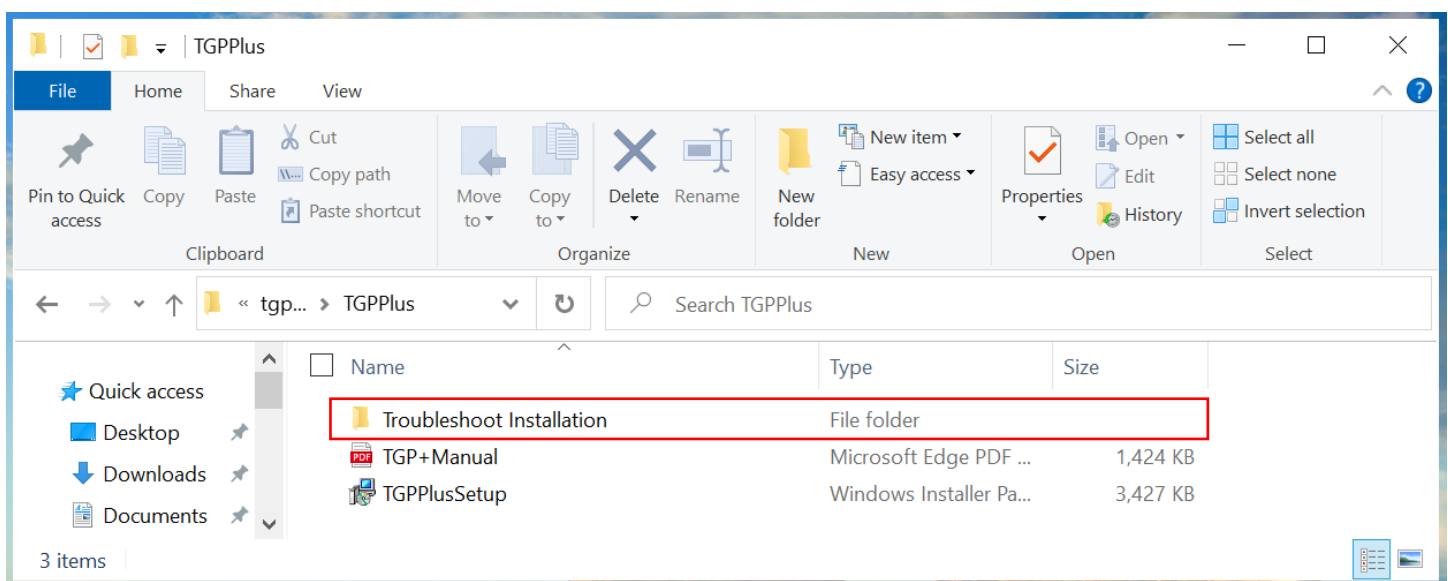 TGPPlus
File Home Share View
Pin to Quick access
Copy
Paste
Cut
Copy path
Paste shortcut
Clipboard
Move to
Copy to
Delete
Rename
Organize
New folder
New item
Easy access
New
Properties
Open
Edit
History
Open
Select all
Select none
Invert selection
Select
« tgp... > TGPPlus
Search TGPPlus
Quick access
Desktop
Downloads
Documents
Name Type Size
Troubleshoot Installation File folder
TGP+Manual Microsoft Edge PDF ... 1,424 KB
TGPPlusSetup Windows Installer Pa... 3,427 KB
3 items